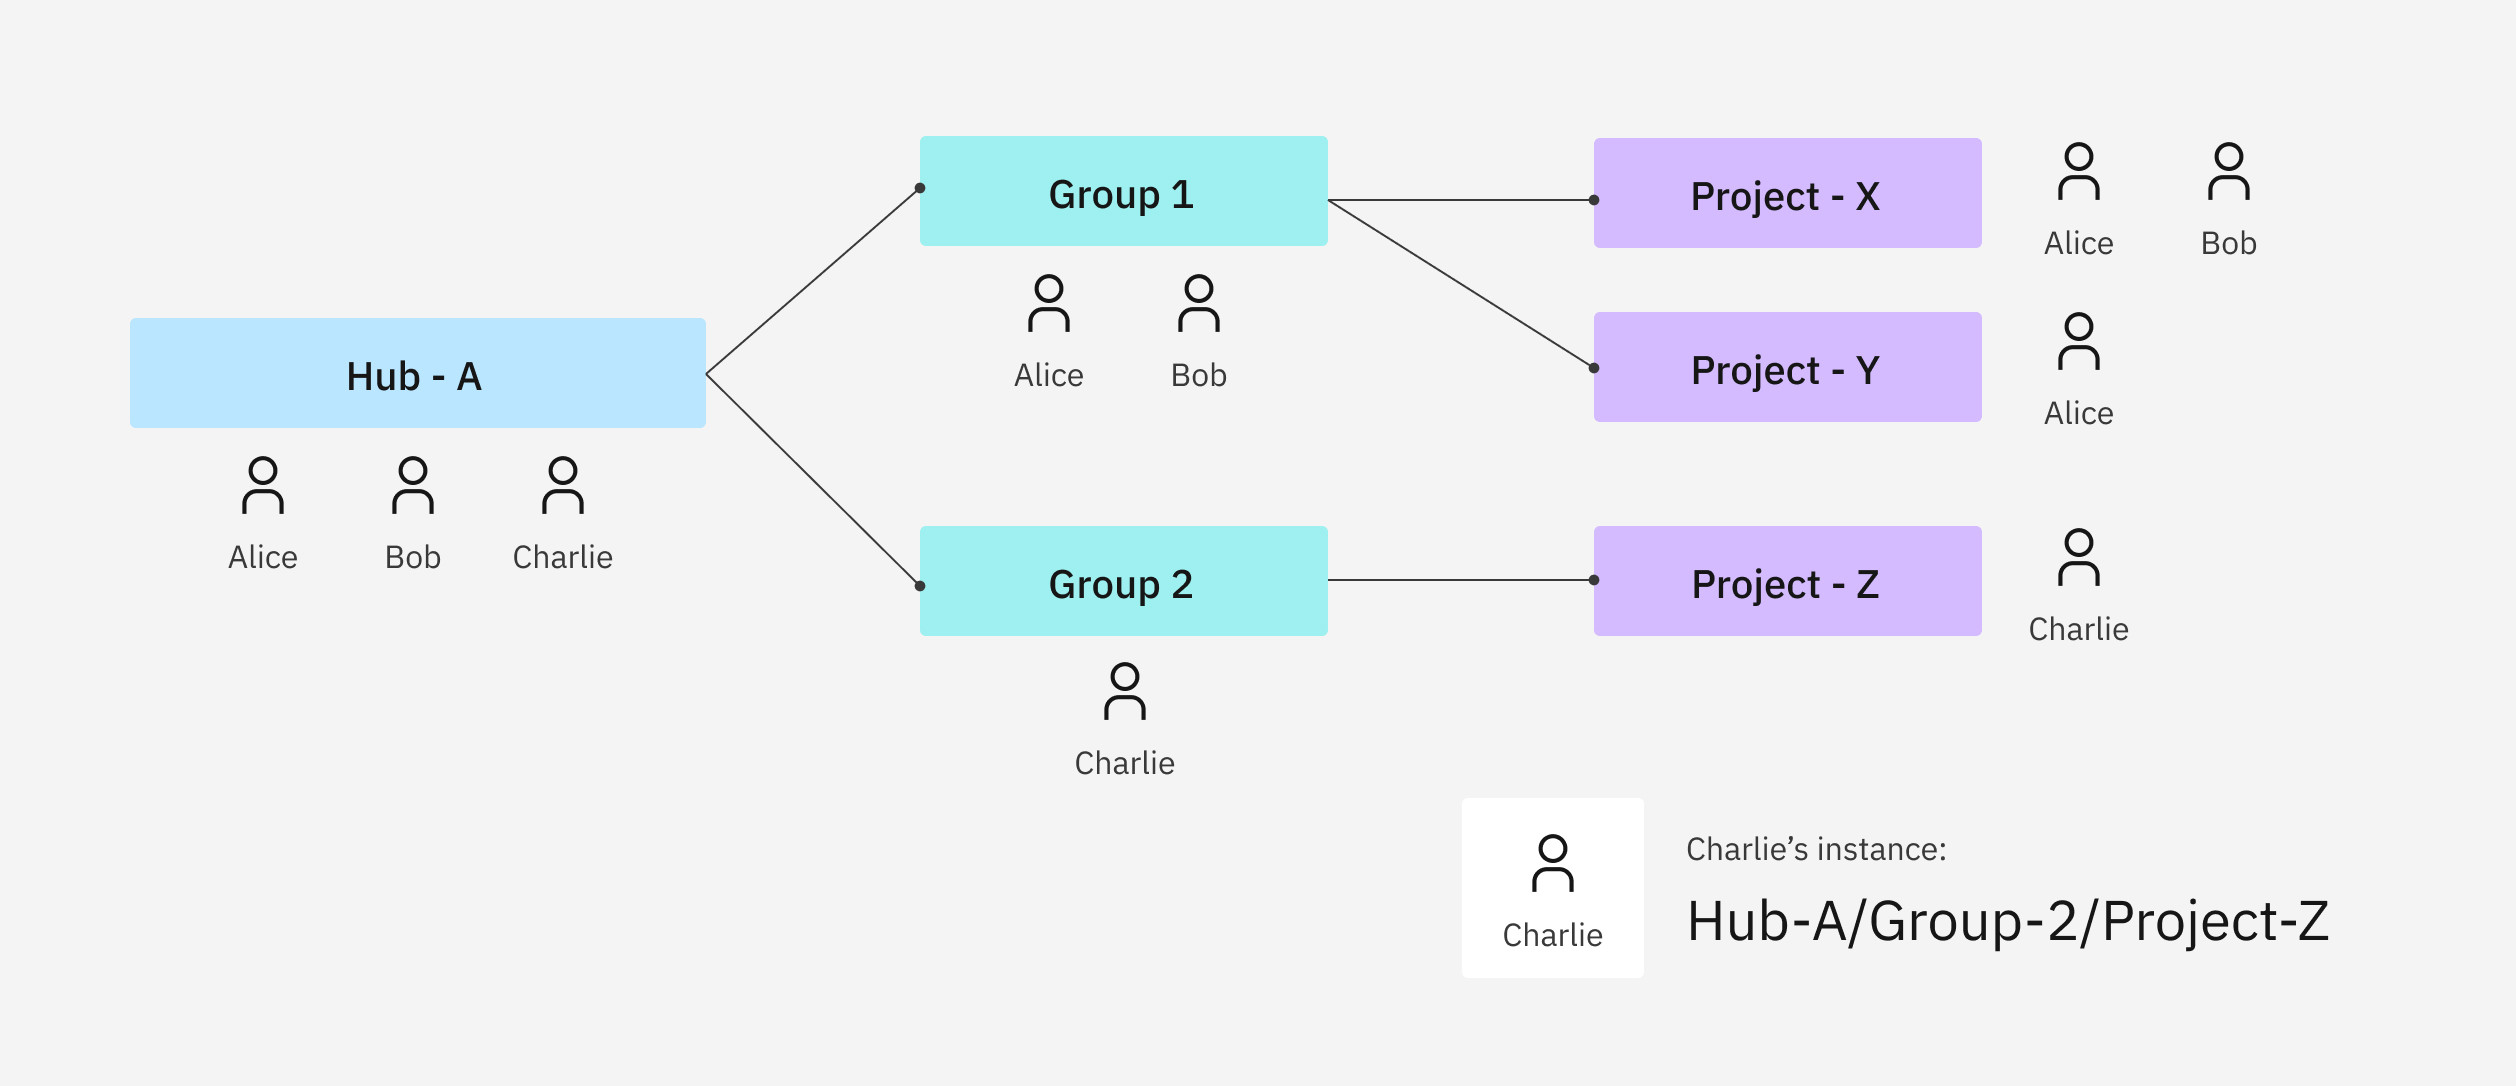 Hub - A
Alice
Bob
Charlie
Group 1
Alice
Bob
Group 2
Charlie
Project - X
Alice
Bob
Project - Y
Alice
Project - Z
Charlie
Charlie
Charlie’s instance:
Hub-A/Group-2/Project-Z